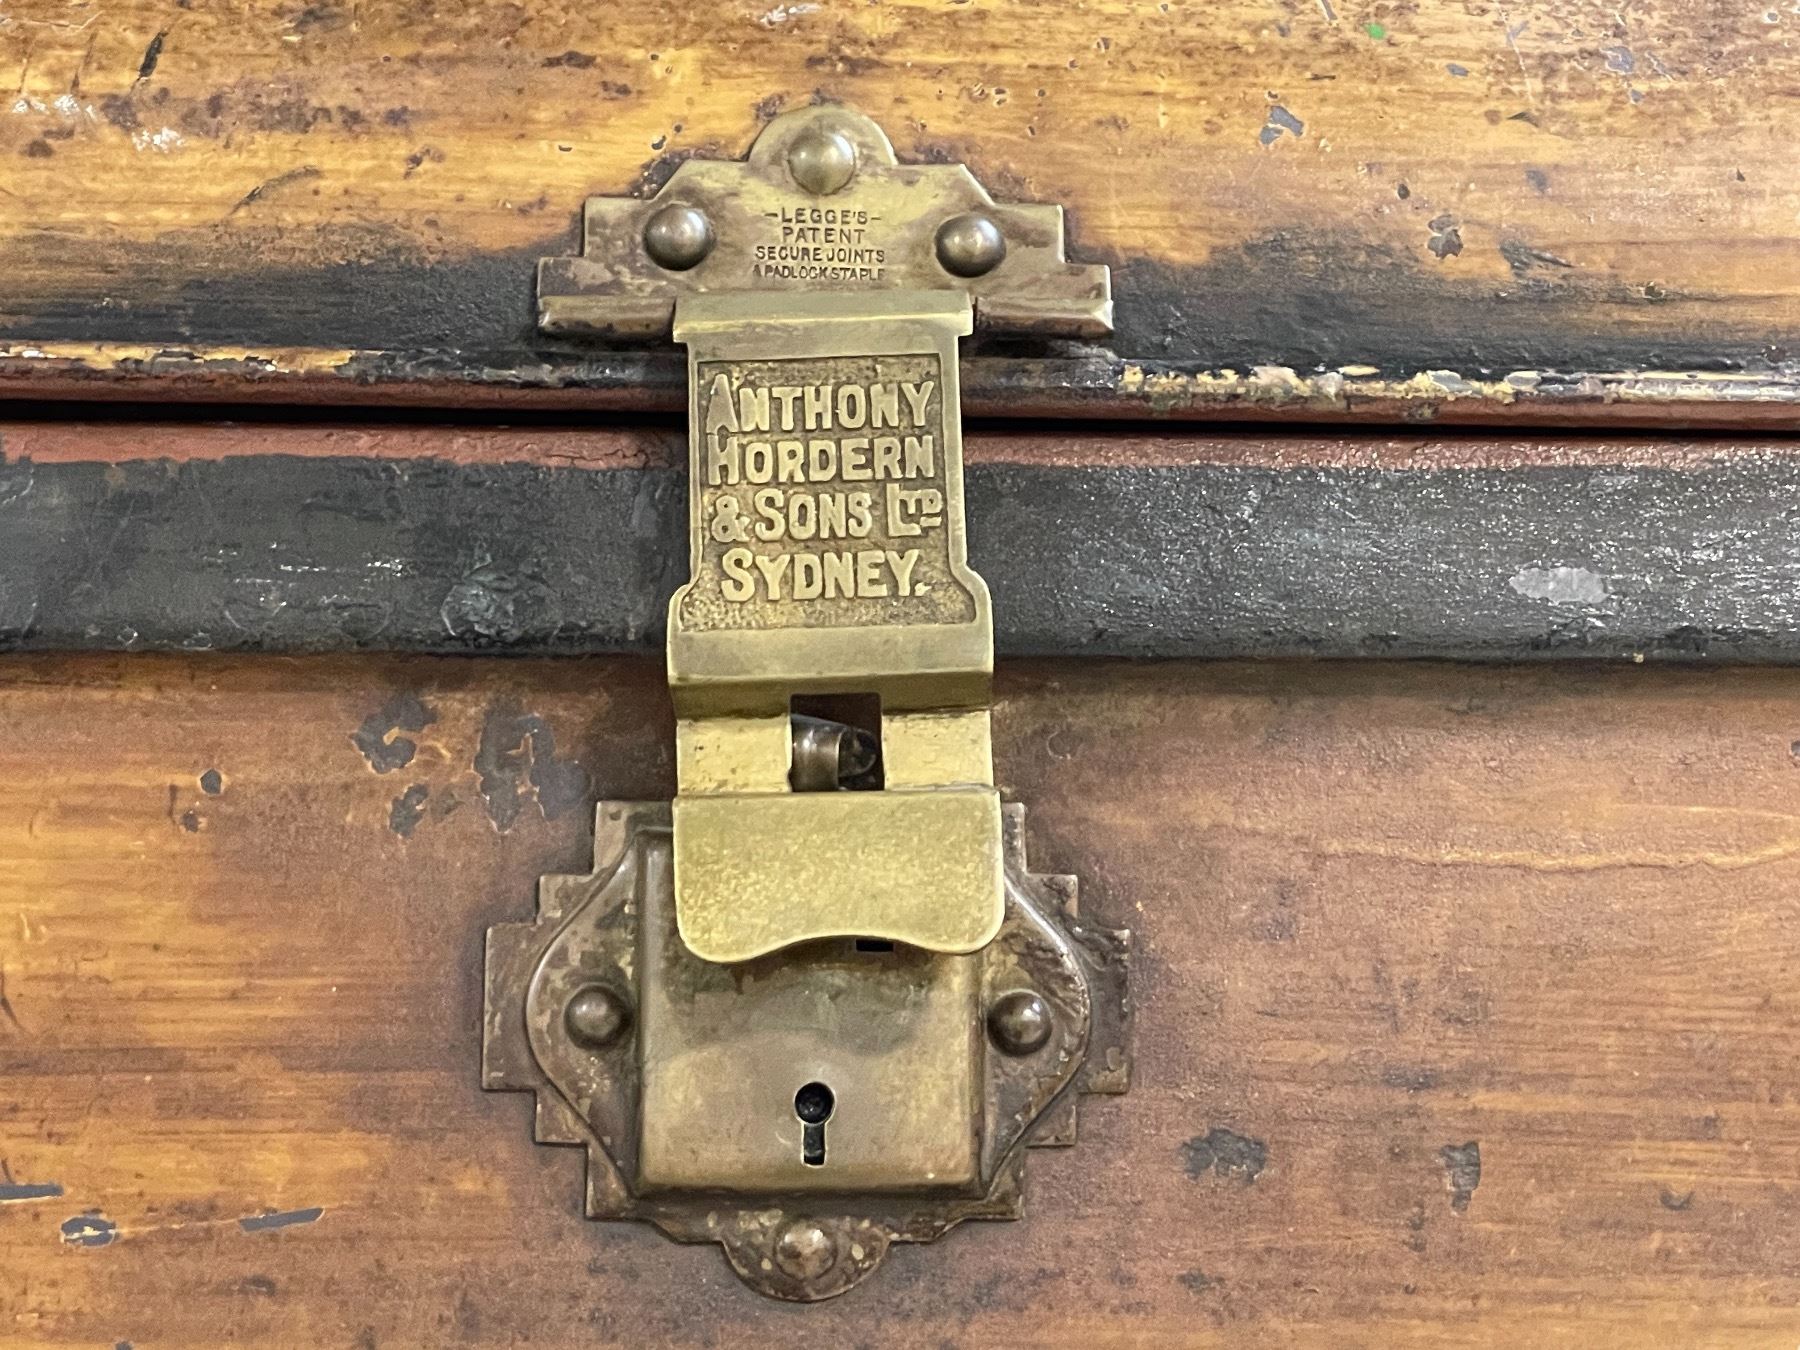 -LEGGE'S-
PATENT
SECURE JOINTS
& PADLOCK STAPLE
ANTHONY
HORDERN
& SONS LTD
SYDNEY.